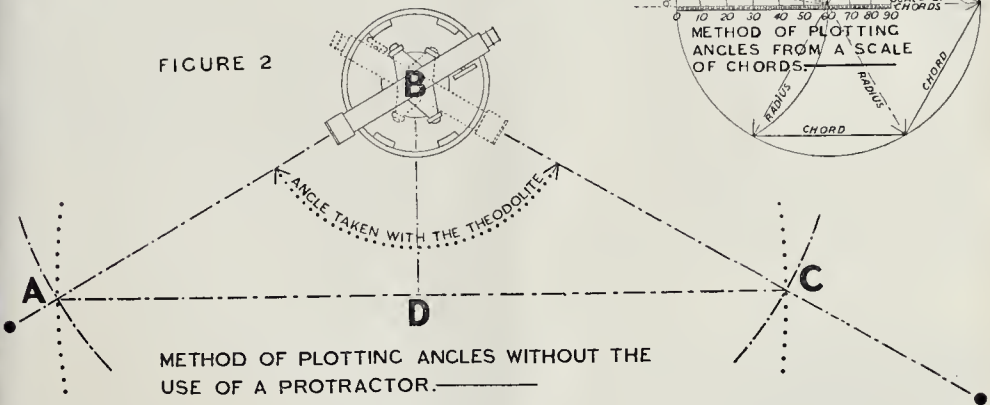 FIGURE 2
B
ANGLE TAKEN WITH THE THEODOLITE
A
C
D
METHOD OF PLOTTING ANGLES WITHOUT THE
USE OF A PROTRACTOR.
CHORDS
0 10 20 30 40 50 60 70 80 90
METHOD OF PLOTTING
ANGLES FROM A SCALE
OF CHORDS.
RADIUS
RADIUS
CHORD
CHORD